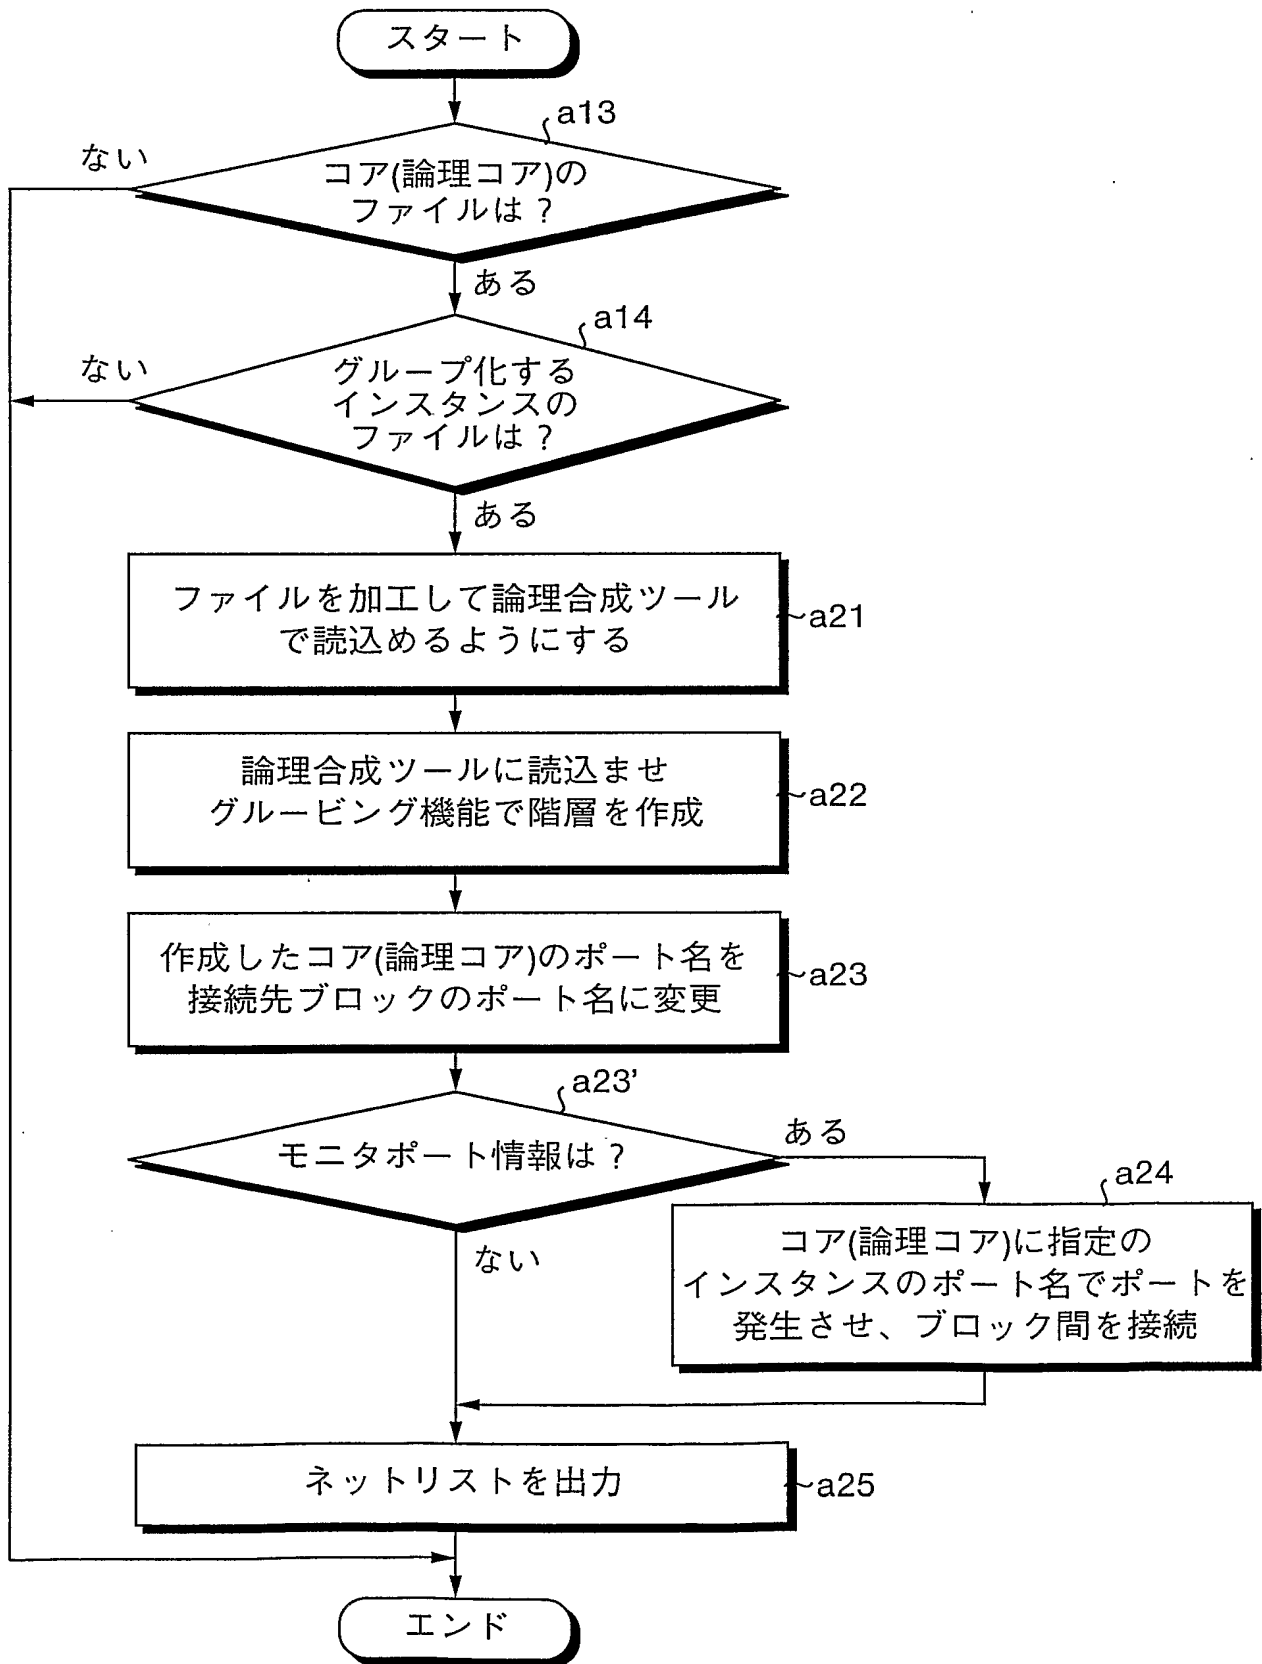 スタート
a13
ない
コア(論理コア)の
ファイルは？
ある
a14
ない
グループ化する
インスタンスの
ファイルは？
ある
ファイルを加工して論理合成ツール
で読込めるようにする
a21
論理合成ツールに読込ませ
グルーピング機能で階層を作成
a22
作成したコア(論理コア)のポート名を
接続先ブロックのポート名に変更
a23
a23’
モニタポート情報は？
ある
ない
a24
コア(論理コア)に指定の
インスタンスのポート名でポートを
発生させ、ブロック間を接続
ネットリストを出力
a25
エンド